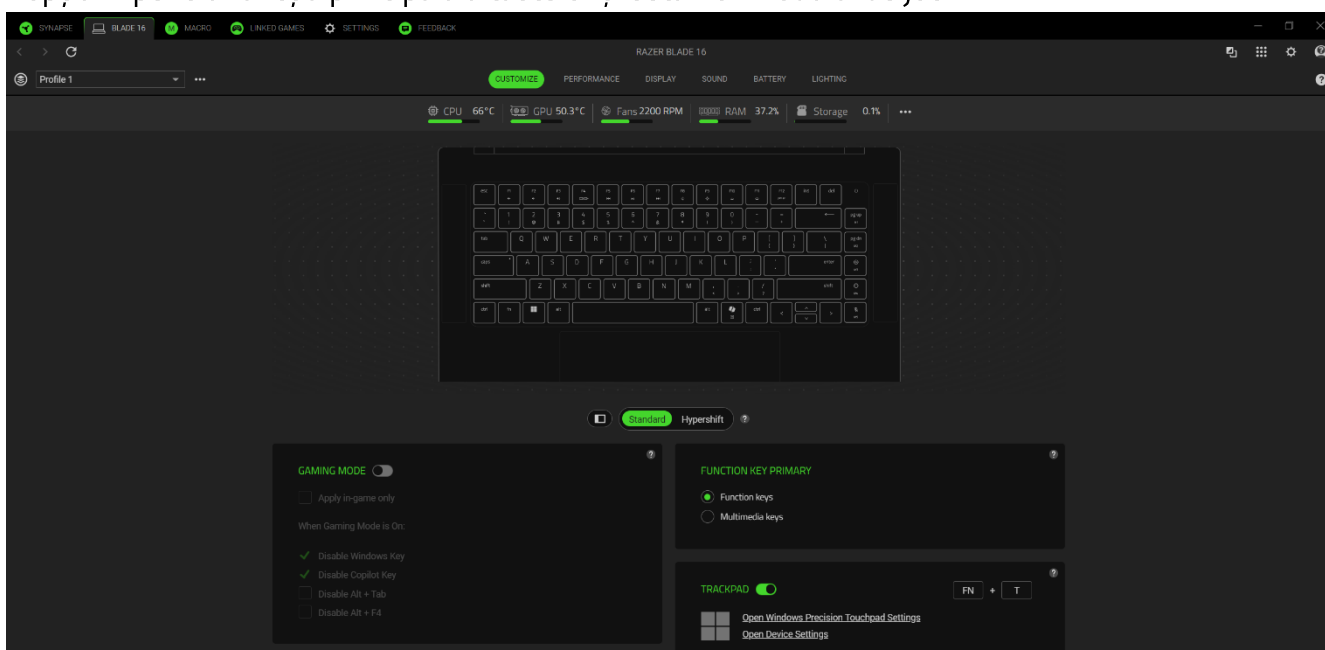 SYNAPSE BLADE 16 MACRO LINKED GAMES SETTINGS FEEDBACK
RAZER BLADE 16
Profile 1
CUSTOMIZE PERFORMANCE DISPLAY SOUND BATTERY LIGHTING
CPU 66°C GPU 50.3°C Fans 2200 RPM RAM 37.2% Storage 0.1%
esc
Q W E R T Y U I O P
A S D F G H J K L
Z X C V B N M
Standard Hypershift
GAMING MODE
Apply in-game only
When Gaming Mode is On:
Disable Windows Key
Disable Copilot Key
Disable Alt + Tab
Disable Alt + F4
FUNCTION KEY PRIMARY
Function keys
Multimedia keys
TRACKPAD FN + T
Open Windows Precision Touchpad Settings
Open Device Settings